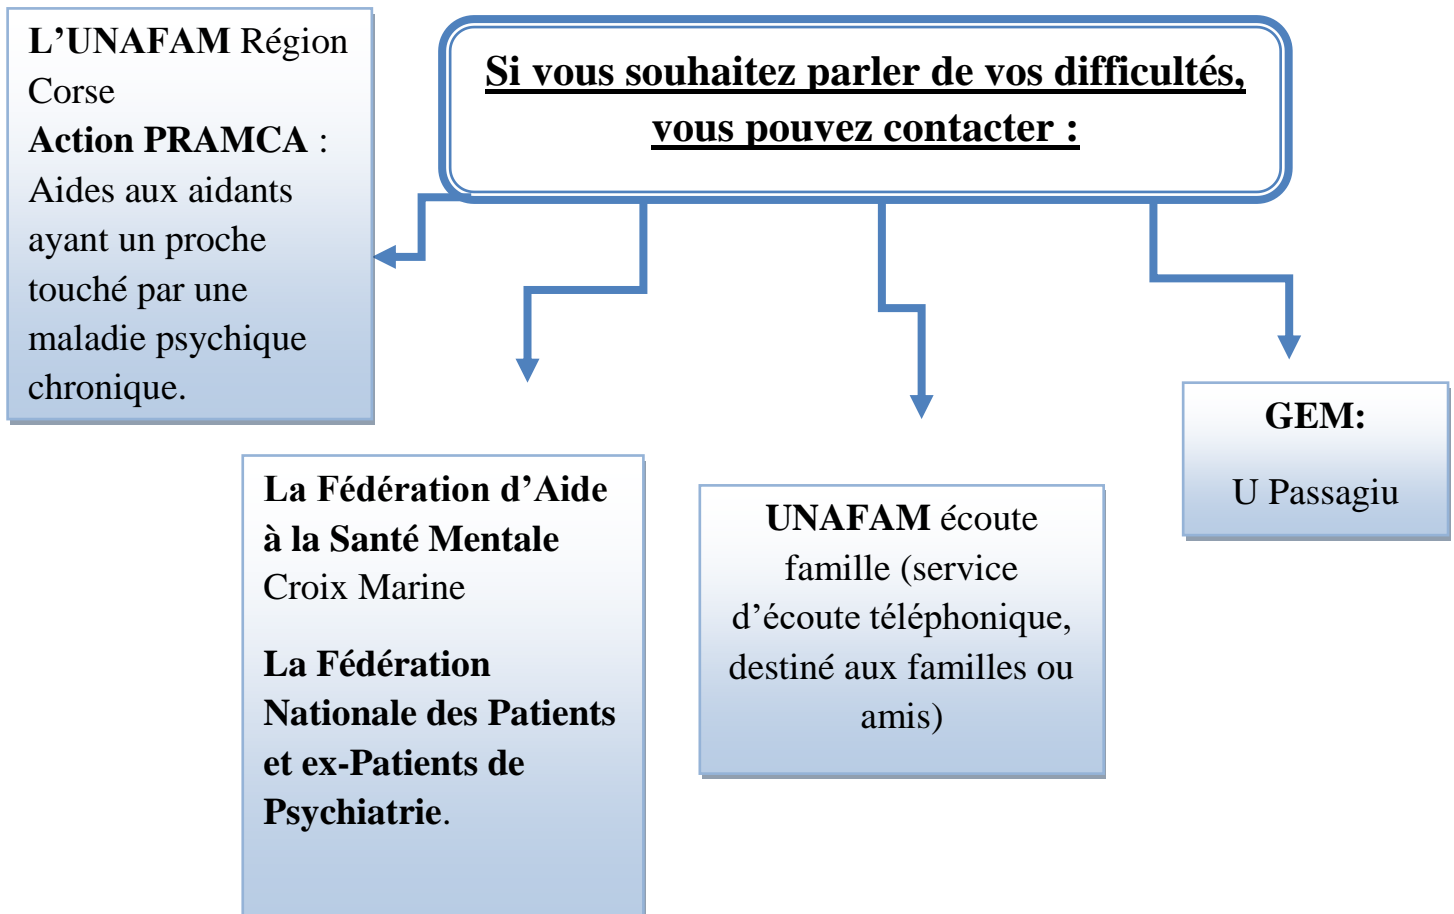 L’UNAFAM Région
Corse
Action PRAMCA :
Aides aux aidants
ayant un proche
touché par une
maladie psychique
chronique.
Si vous souhaitez parler de vos difficultés,
vous pouvez contacter :
La Fédération d’Aide
à la Santé Mentale
Croix Marine
La Fédération
Nationale des Patients
et ex-Patients de
Psychiatrie.
UNAFAM écoute
famille (service
d’écoute téléphonique,
destiné aux familles ou
amis)
GEM:
U Passagiu